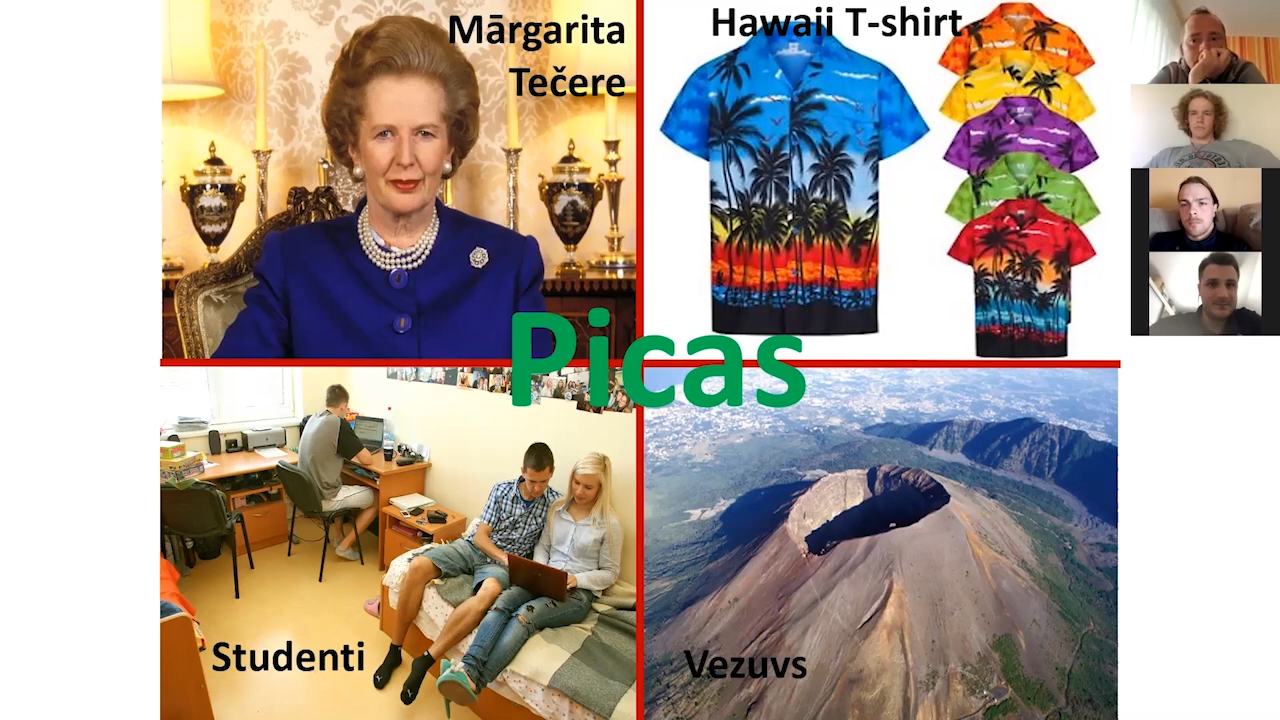 Mārgarita
Tečere
Hawaii T-shirt
Picas
Studenti
Vezuvs